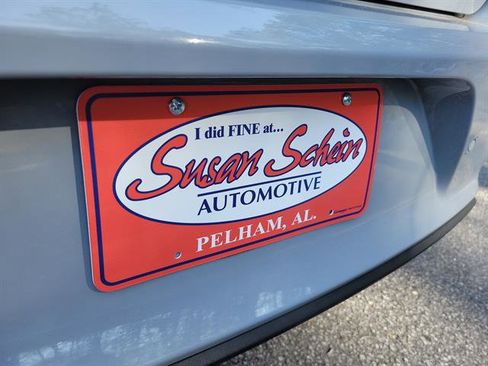 I did FINE at...
Susan Schein
AUTOMOTIVE
PELHAM, AL.